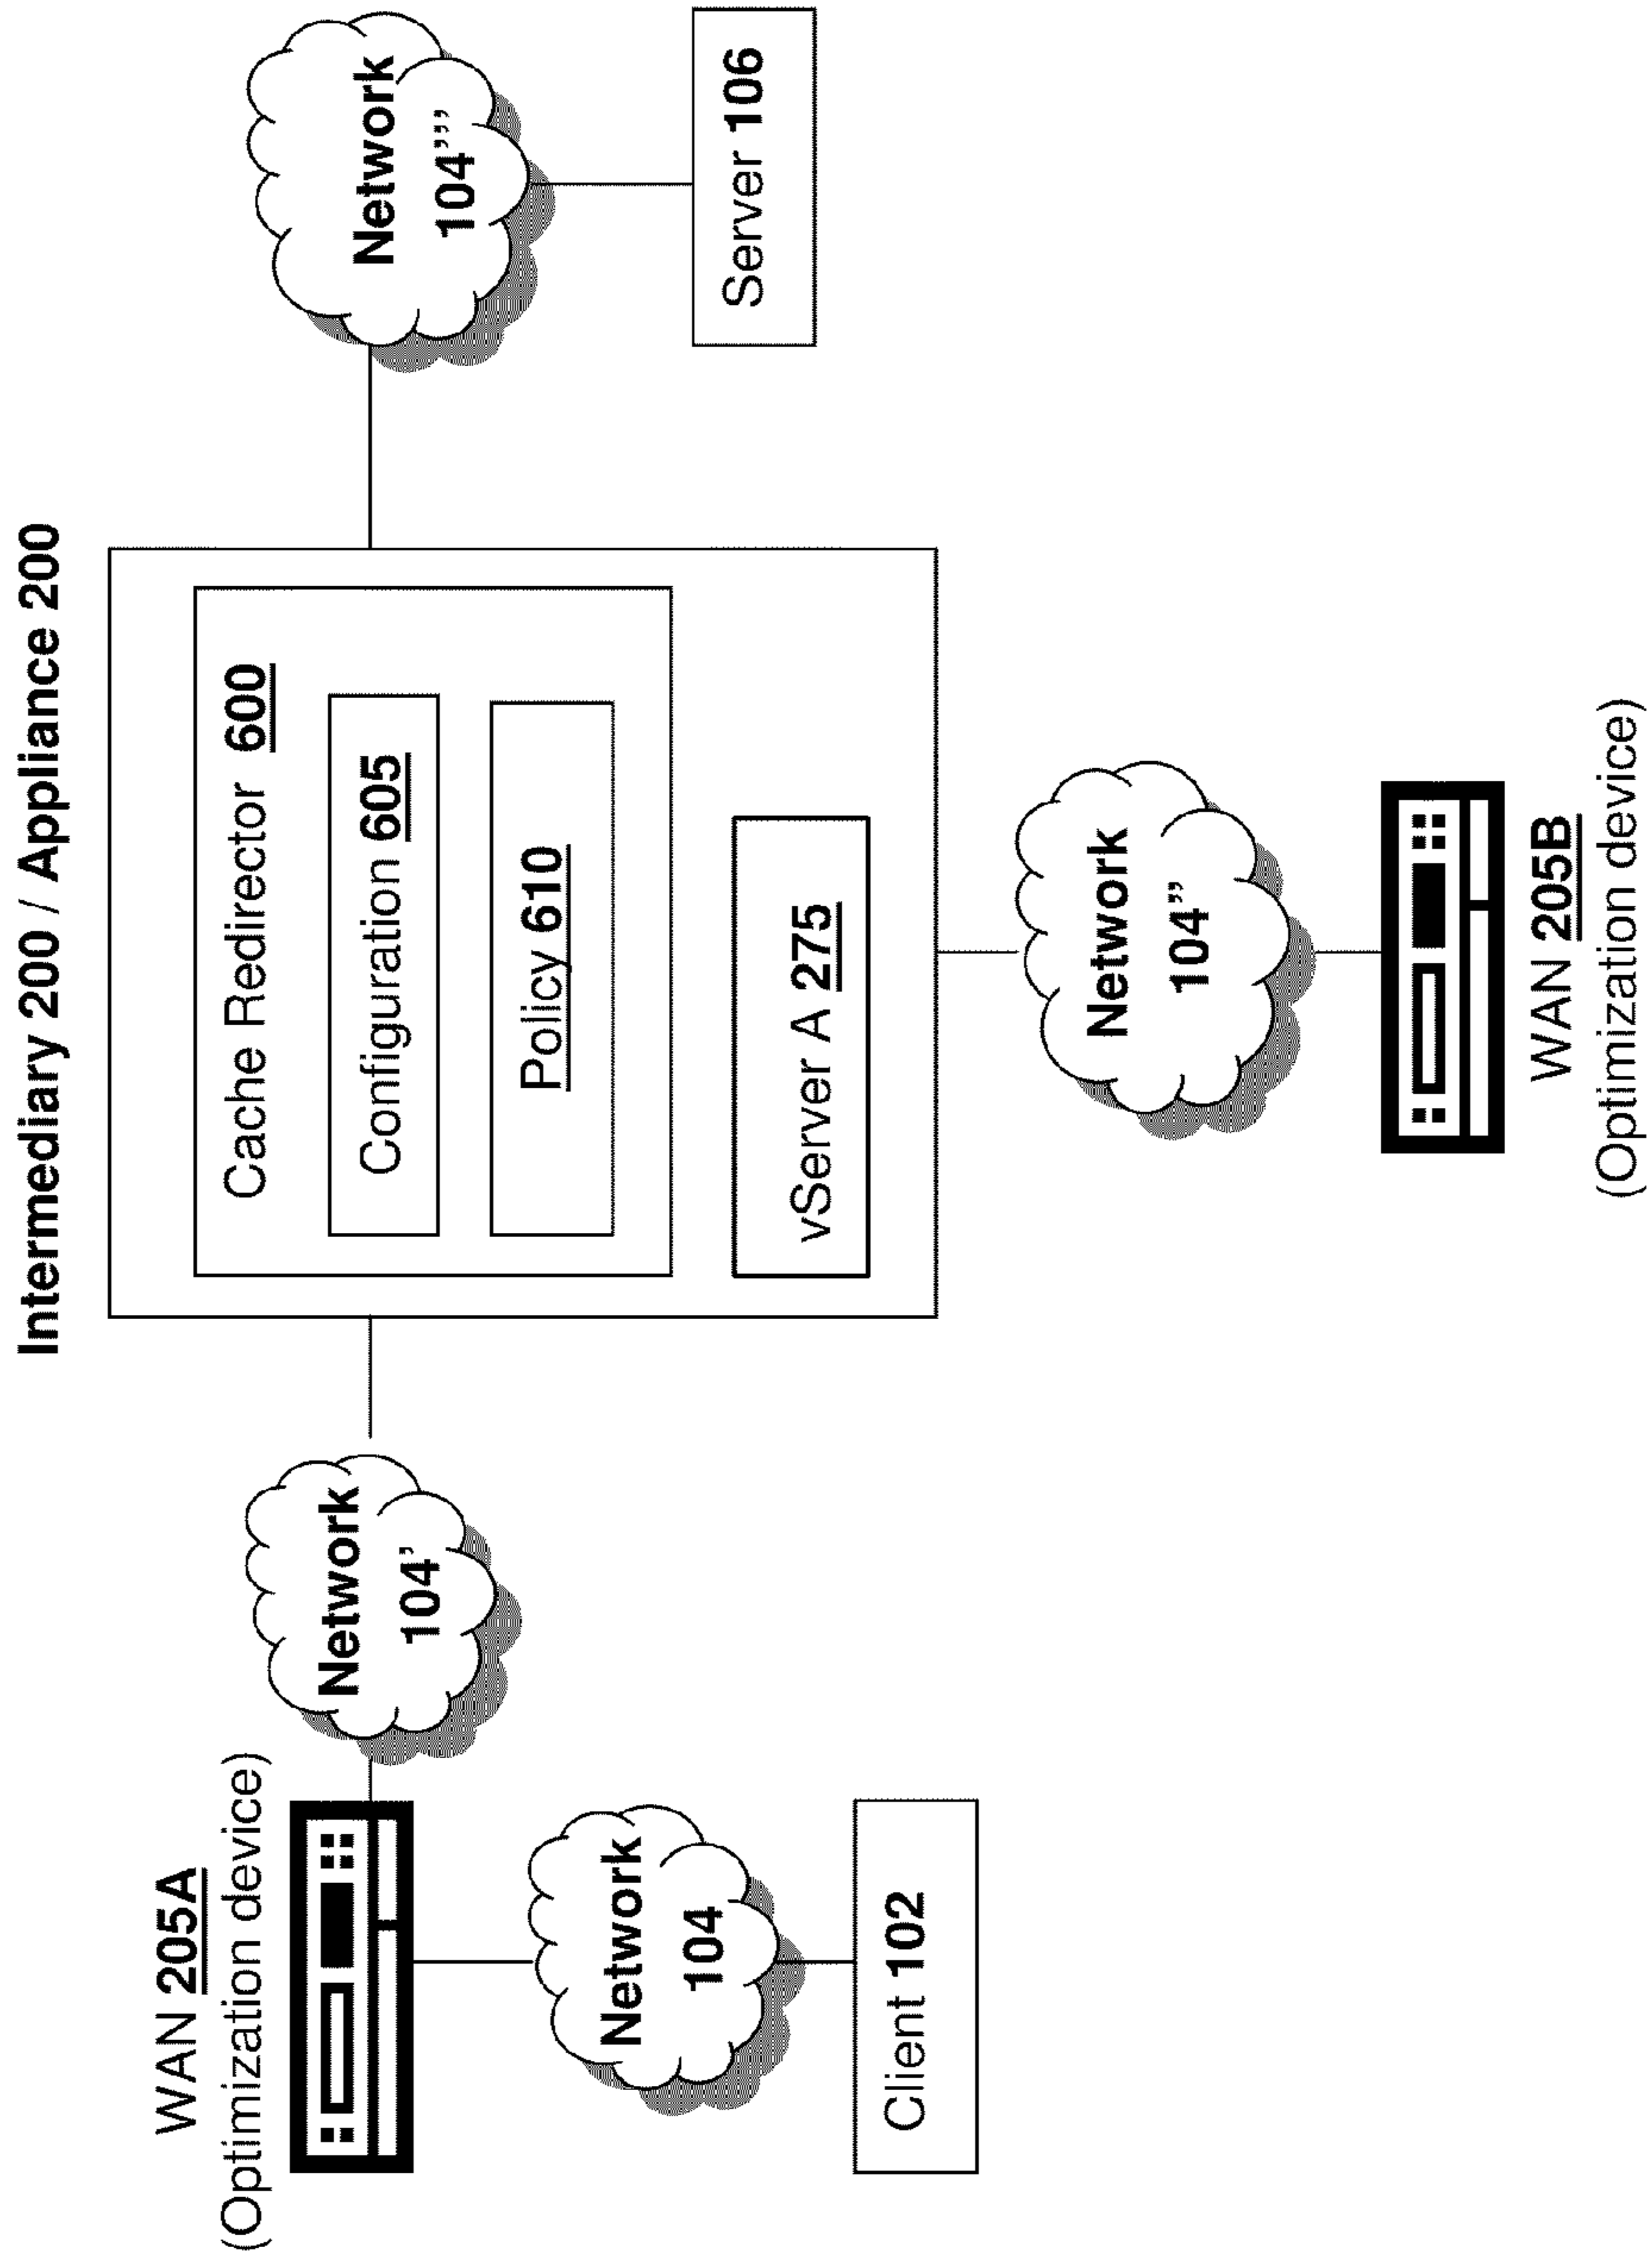 Intermediary 200 / Appliance 200
WAN 205A
(Optimization device)
Network
104'
Network
104
Client 102
Cache Redirector 600
Configuration 605
Policy 610
vServer A 275
Network
104''
WAN 205B
(Optimization device)
Network
104'''
Server 106